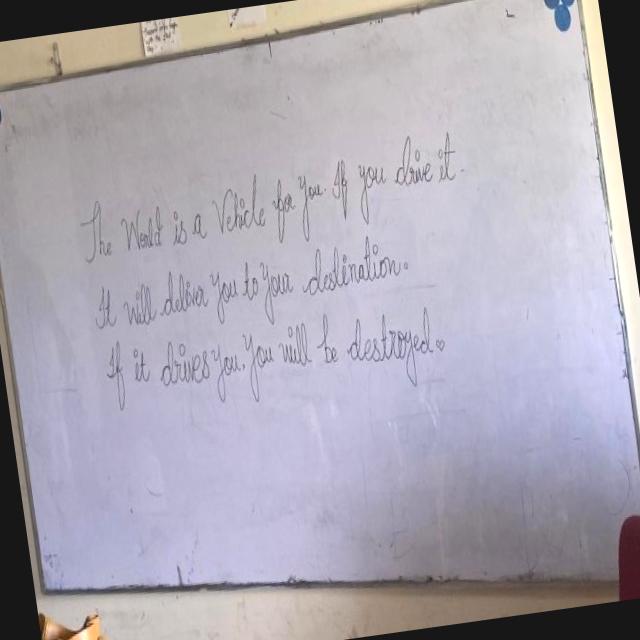 The World is a Vehicle for you If you drive it.
It will deliver you to your destination.
If it drives you, you will be destroyed.